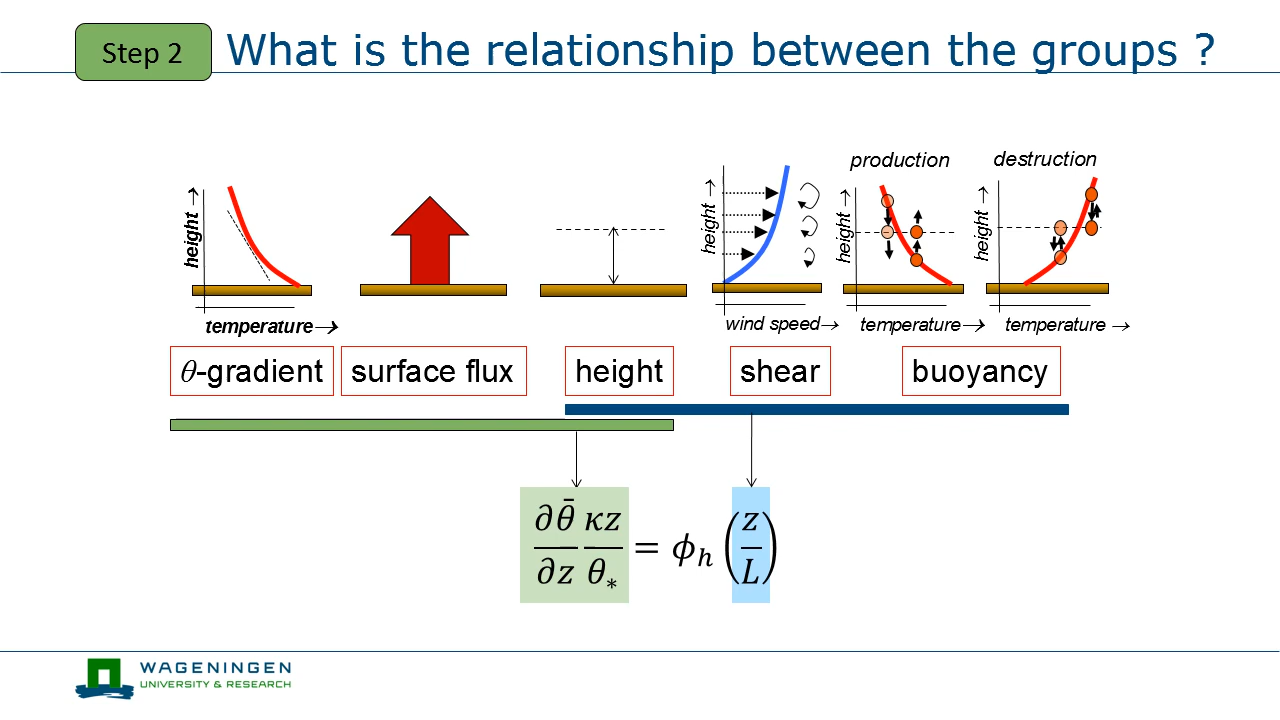 Step 2
What is the relationship between the groups ?
production
destruction
height →
height →
height →
height →
temperature→
wind speed→
temperature→
temperature →
θ-gradient
surface flux
height
shear
buoyancy
∂θ̄/∂z κz/θ* = ϕh (z/L)
WAGENINGEN
UNIVERSITY & RESEARCH